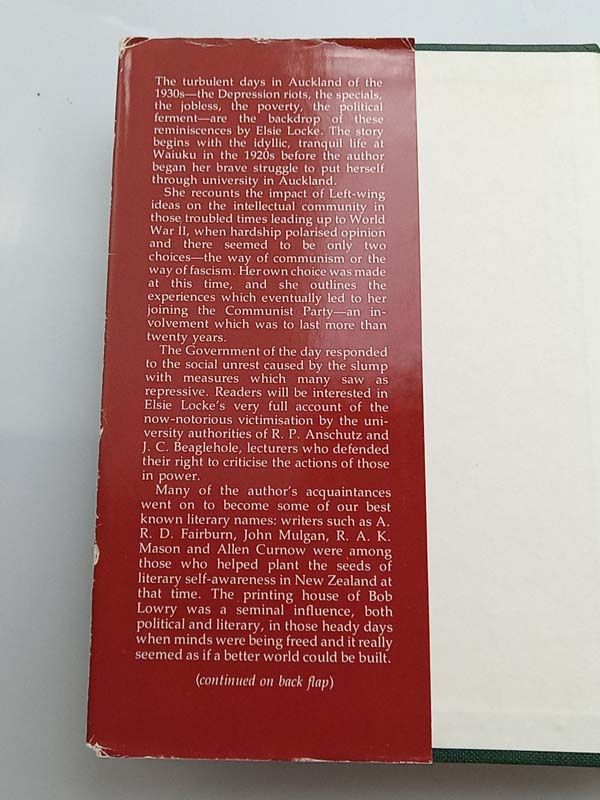 The turbulent days in Auckland of the
1930s—the Depression riots, the specials,
the jobless, the poverty, the political
ferment—are the backdrop of these
reminiscences by Elsie Locke. The story
begins with the idyllic, tranquil life at
Waiuku in the 1920s before the author
began her brave struggle to put herself
through university in Auckland.
She recounts the impact of Left-wing
ideas on the intellectual community in
those troubled times leading up to World
War II, when hardship polarised opinion
and there seemed to be only two
choices—the way of communism or the
way of fascism. Her own choice was made
at this time, and she outlines the
experiences which eventually led to her
joining the Communist Party—an in-
volvement which was to last more than
twenty years.
The Government of the day responded
to the social unrest caused by the slump
with measures which many saw as
repressive. Readers will be interested in
Elsie Locke's very full account of the
now-notorious victimisation by the uni-
versity authorities of R. P. Anschutz and
J. C. Beaglehole, lecturers who defended
their right to criticise the actions of those
in power.
Many of the author's acquaintances
went on to become some of our best
known literary names: writers such as A.
R. D. Fairburn, John Mulgan, R. A. K.
Mason and Allen Curnow were among
those who helped plant the seeds of
literary self-awareness in New Zealand at
that time. The printing house of Bob
Lowry was a seminal influence, both
political and literary, in those heady days
when minds were being freed and it really
seemed as if a better world could be built.
(continued on back flap)